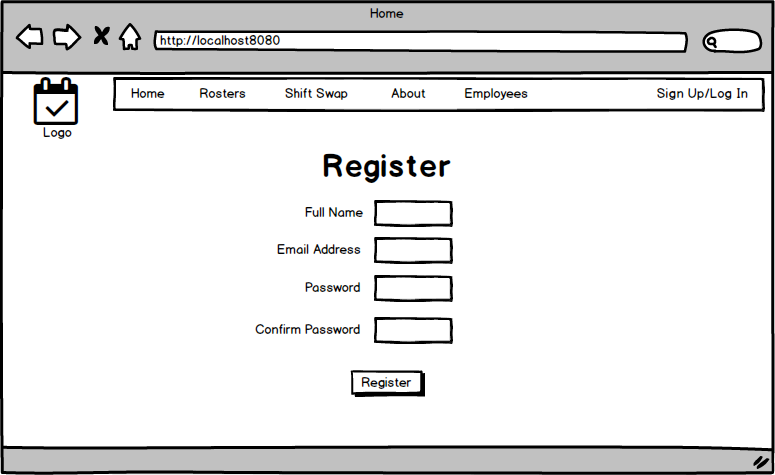 Home
http://localhost8080
Home Rosters Shift Swap About Employees Sign Up/Log In
Logo
Register
Full Name
Email Address
Password
Confirm Password
Register